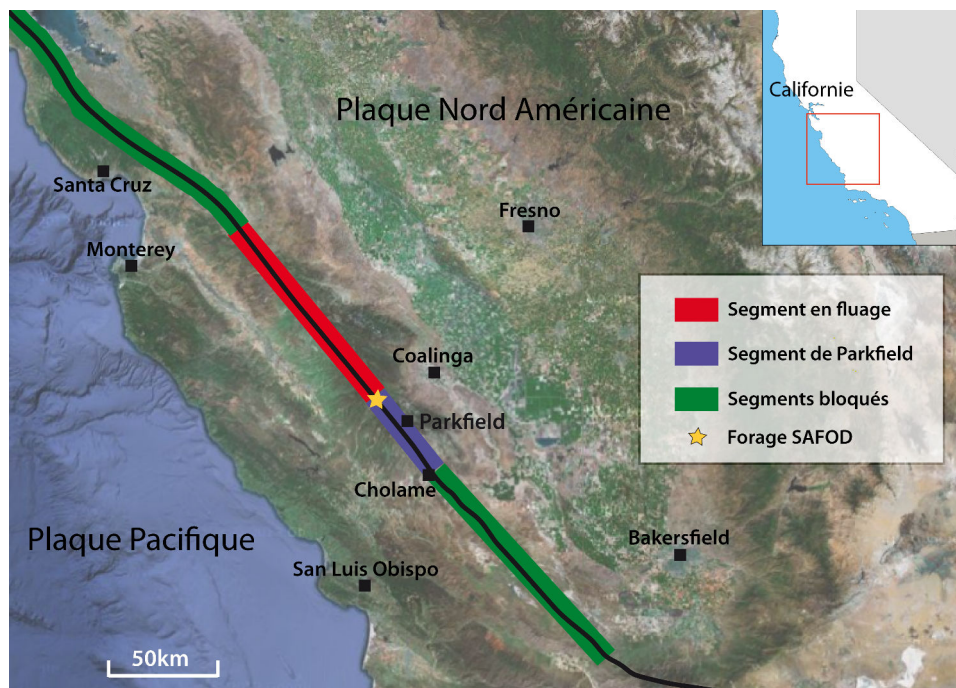 Californie
Plaque Nord Américaine
Santa Cruz
Fresno
Monterey
Segment en fluage
Segment de Parkfield
Segments bloqués
Forage SAFOD
Coalinga
Parkfield
Cholame
Plaque Pacifique
Bakersfield
San Luis Obispo
50km